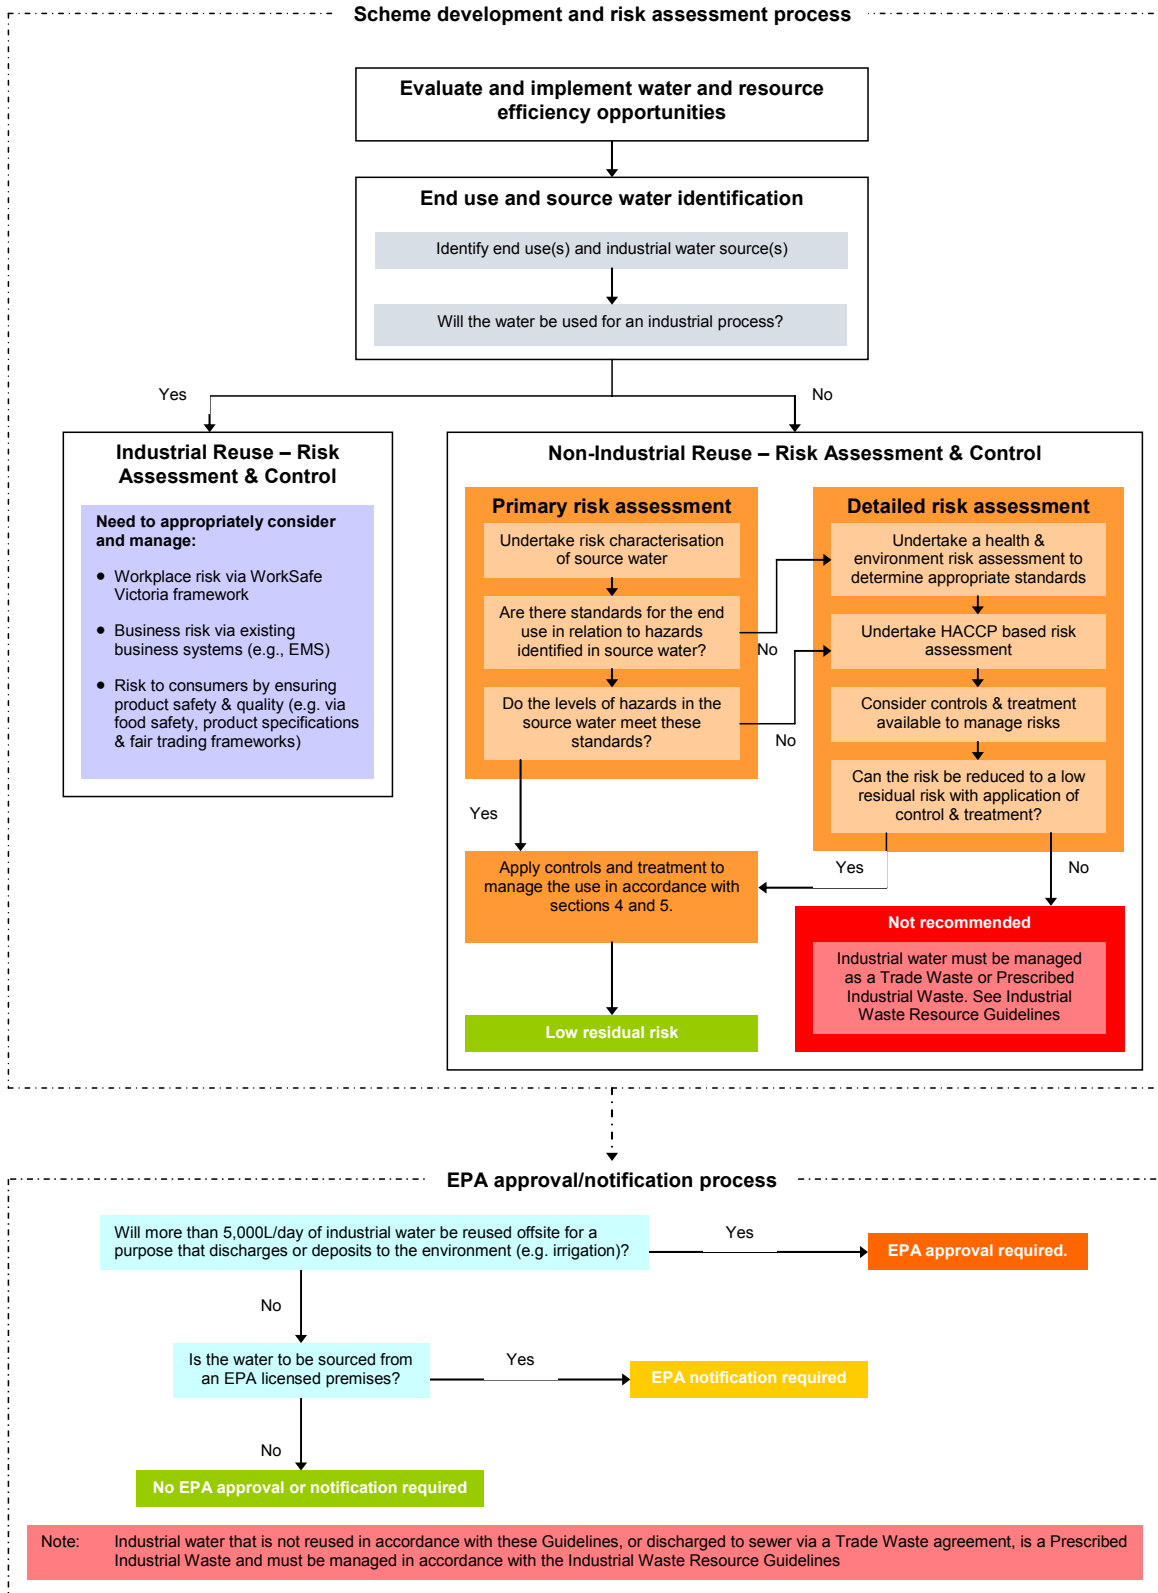 Scheme development and risk assessment process
Evaluate and implement water and resource
efficiency opportunities
End use and source water identification
Identify end use(s) and industrial water source(s)
Will the water be used for an industrial process?
Yes
No
Industrial Reuse – Risk
Assessment & Control
Need to appropriately consider
and manage:
• Workplace risk via WorkSafe
Victoria framework
• Business risk via existing
business systems (e.g., EMS)
• Risk to consumers by ensuring
product safety & quality (e.g. via
food safety, product specifications
& fair trading frameworks)
Non-Industrial Reuse – Risk Assessment & Control
Primary risk assessment
Undertake risk characterisation
of source water
Are there standards for the end
use in relation to hazards
identified in source water?
No
Do the levels of hazards in the
source water meet these
standards?
No
Yes
Detailed risk assessment
Undertake a health &
environment risk assessment to
determine appropriate standards
Undertake HACCP based risk
assessment
Consider controls & treatment
available to manage risks
Can the risk be reduced to a low
residual risk with application of
control & treatment?
Yes
No
Apply controls and treatment to
manage the use in accordance with
sections 4 and 5.
Low residual risk
Not recommended
Industrial water must be managed
as a Trade Waste or Prescribed
Industrial Waste. See Industrial
Waste Resource Guidelines
EPA approval/notification process
Will more than 5,000L/day of industrial water be reused offsite for a
purpose that discharges or deposits to the environment (e.g. irrigation)?
Yes
EPA approval required.
No
Is the water to be sourced from
an EPA licensed premises?
Yes
EPA notification required
No
No EPA approval or notification required
Note: Industrial water that is not reused in accordance with these Guidelines, or discharged to sewer via a Trade Waste agreement, is a Prescribed
Industrial Waste and must be managed in accordance with the Industrial Waste Resource Guidelines